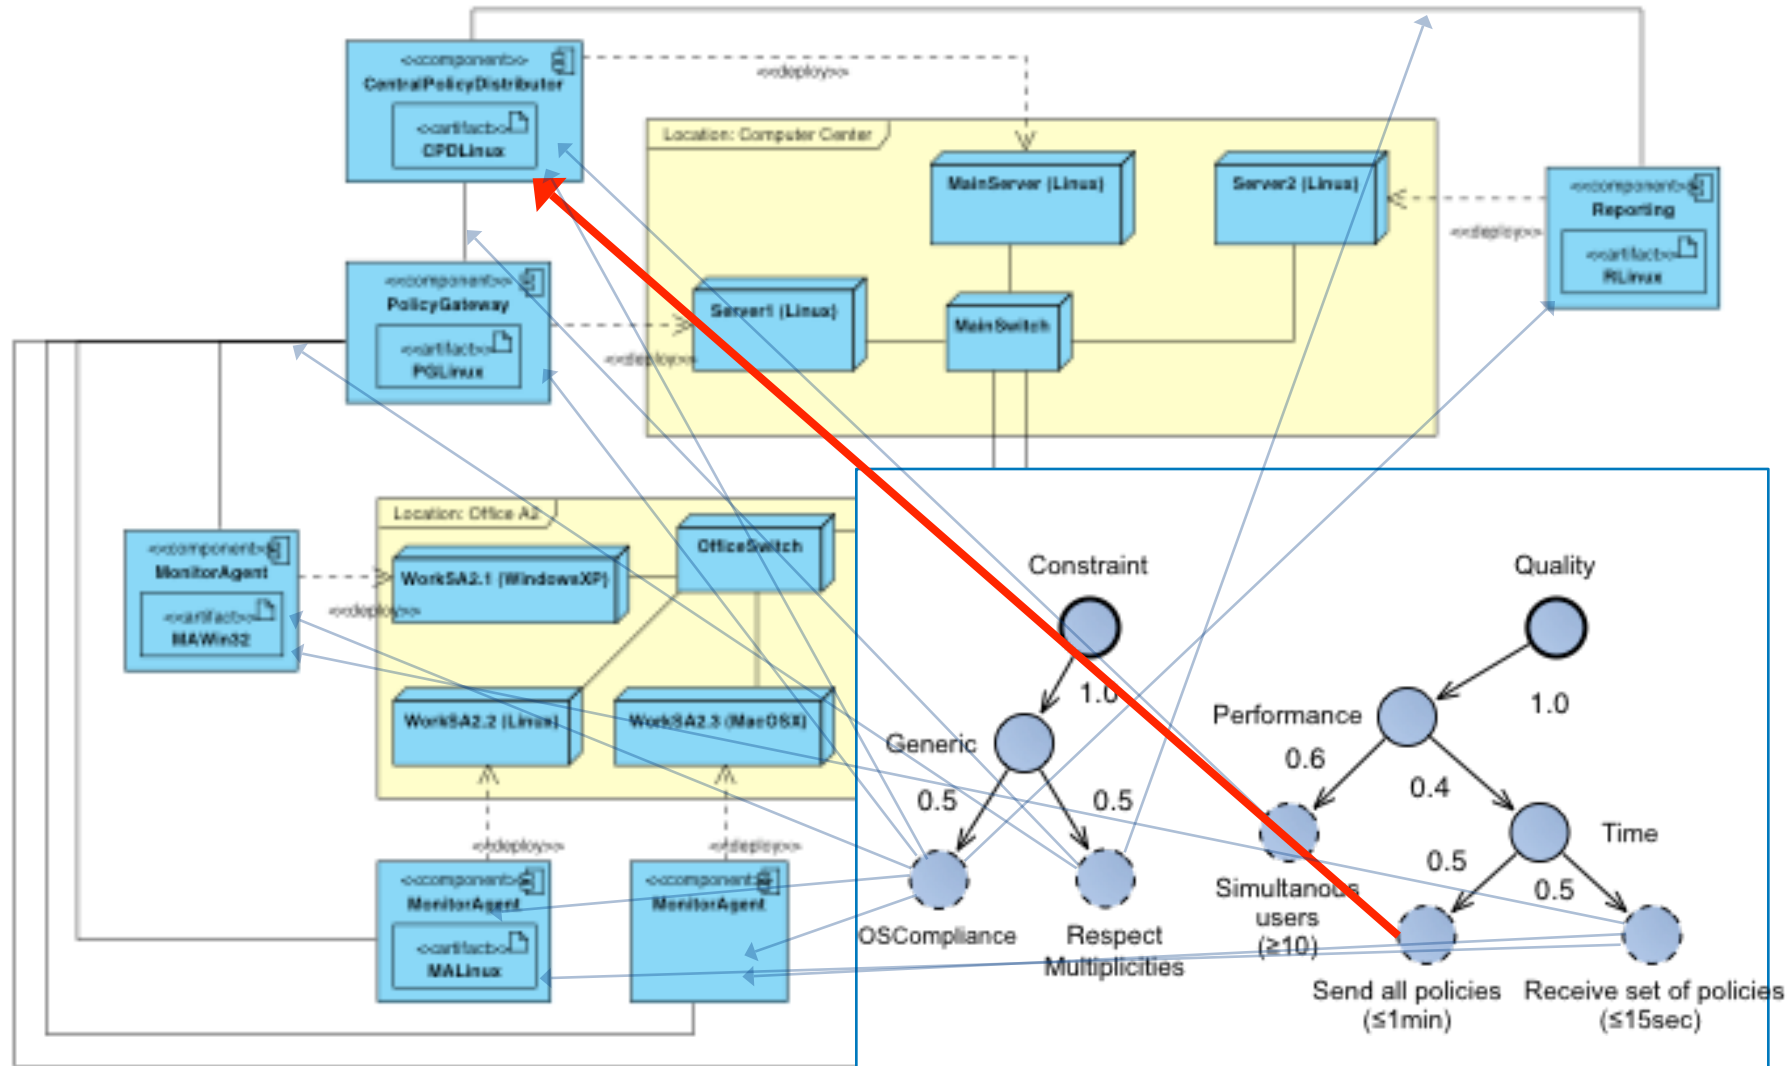 <<component>>
CentralPolicyDistributor
<<artifact>>
CPDLinux
<<deploy>>
Location: Computer Center
MainServer (Linux)
Server2 (Linux)
<<component>>
Reporting
<<deploy>>
<<artifact>>
RLinux
<<component>>
PolicyGateway
<<artifact>>
PGLinux
<<deploy>>
Server1 (Linux)
MainSwitch
Location: Office A2
OfficeSwitch
<<component>>
MonitorAgent
<<artifact>>
MAWin32
<<deploy>>
WorkSA2.1 (WindowsXP)
WorkSA2.2 (Linux)
WorkSA2.3 (MacOSX)
<<deploy>>
<<deploy>>
<<component>>
MonitorAgent
<<artifact>>
MALinux
<<component>>
MonitorAgent
Constraint
1.0
Generic
0.5
0.5
OSCompliance
Respect
Multiplicities
Quality
1.0
Performance
0.6
0.4
Time
Simultanous
users
(≥10)
0.5
0.5
Send all policies
(≤1min)
Receive set of policies
(≤15sec)